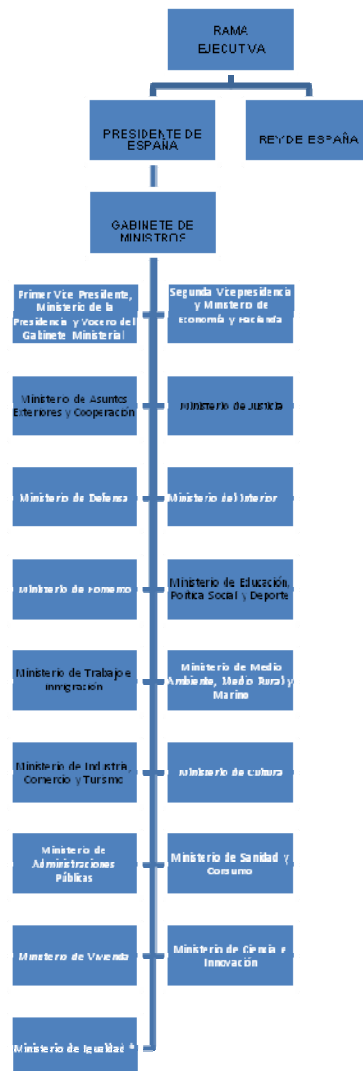 RAMA
EJECUTIVA
PRESIDENTE DE
ESPAÑA
REY DE ESPAÑA
GABINETE DE
MINISTROS
Primer Vice Presidente,
Ministerio de la
Presidencia y Vocero del
Gabinete Ministerial
Segunda Vicepresidencia
y Ministerio de
Economía y Hacienda
Ministerio de Asuntos
Exteriores y Cooperación
Ministerio de Justicia
Ministerio de Defensa
Ministerio del Interior
Ministerio de Fomento
Ministerio de Educación,
Política Social y Deporte
Ministerio de Trabajo e
Inmigración
Ministerio de Medio
Ambiente, Medio Rural y
Marino
Ministerio de Industria,
Comercio y Turismo
Ministerio de Cultura
Ministerio de
Administraciones
Públicas
Ministerio de Sanidad y
Consumo
Ministerio de Vivienda
Ministerio de Ciencia e
Innovación
Ministerio de Igualdad *